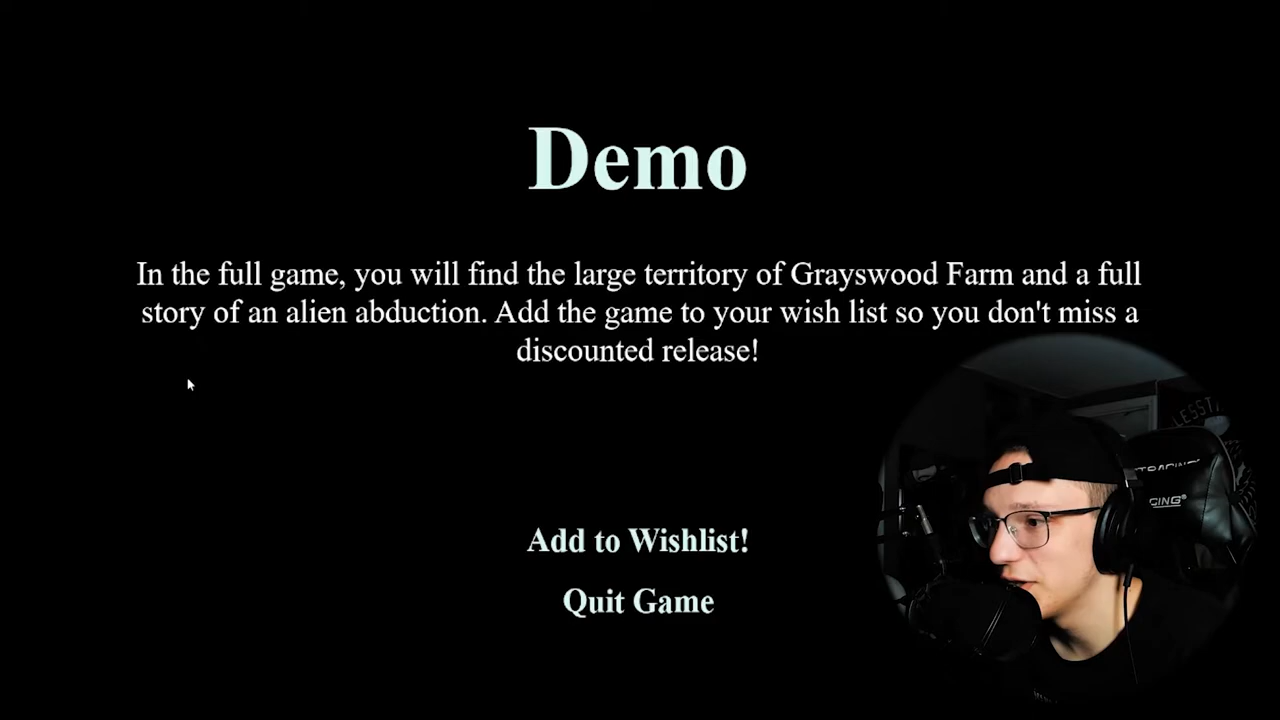 Demo
In the full game, you will find the large territory of Grayswood Farm and a full
story of an alien abduction. Add the game to your wish list so you don't miss a
discounted release!
LESST
Add to Wishlist!
Quit Game